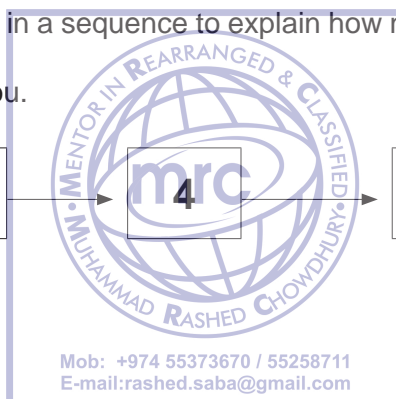 in a sequence to explain how
ou.
MENTOR IN REARRANGED & CLASSIFIED
mrc
4
MUHAMMAD RASHED CHOWDHURY
Mob: +974 55373670 / 55258711
E-mail:rashed.saba@gmail.com